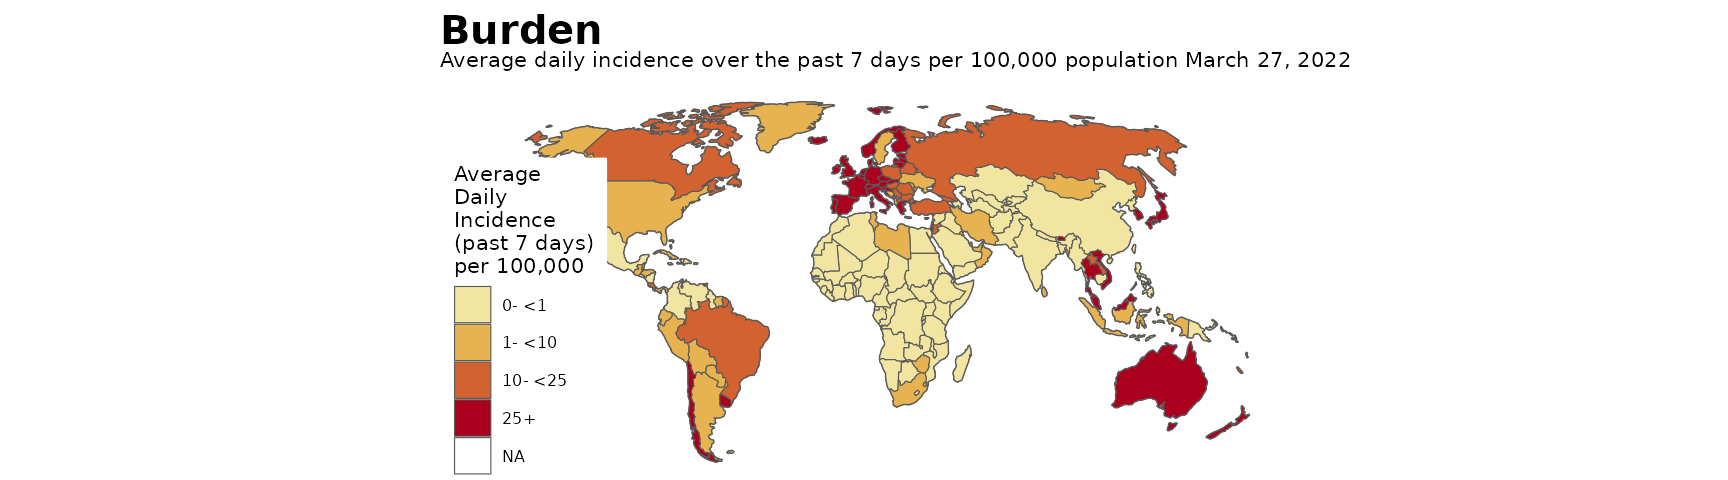 Burden
Average daily incidence over the past 7 days per 100,000 population March 27, 2022
Average
Daily
Incidence
(past 7 days)
per 100,000
0- <1
1- <10
10- <25
25+
NA